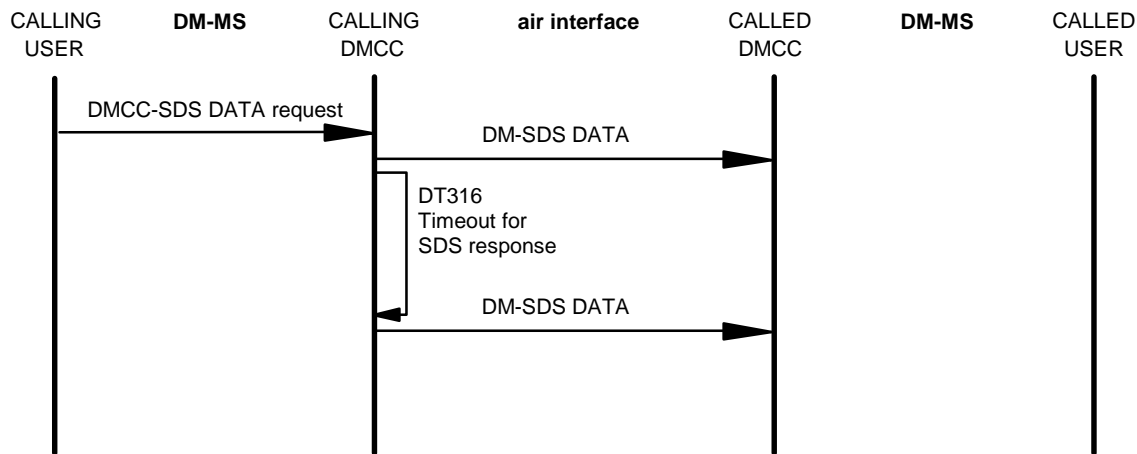 CALLING
USER
DM-MS
CALLING
DMCC
air interface
CALLED
DMCC
DM-MS
CALLED
USER
DMCC-SDS DATA request
DM-SDS DATA
DT316
Timeout for
SDS response
DM-SDS DATA